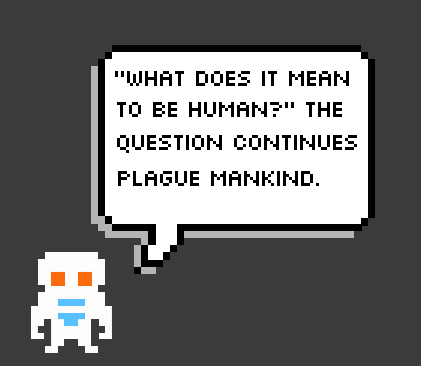 "WHAT DOES IT MEAN
TO BE HUMAN?" THE
QUESTION CONTINUES
PLAGUE MANKIND.